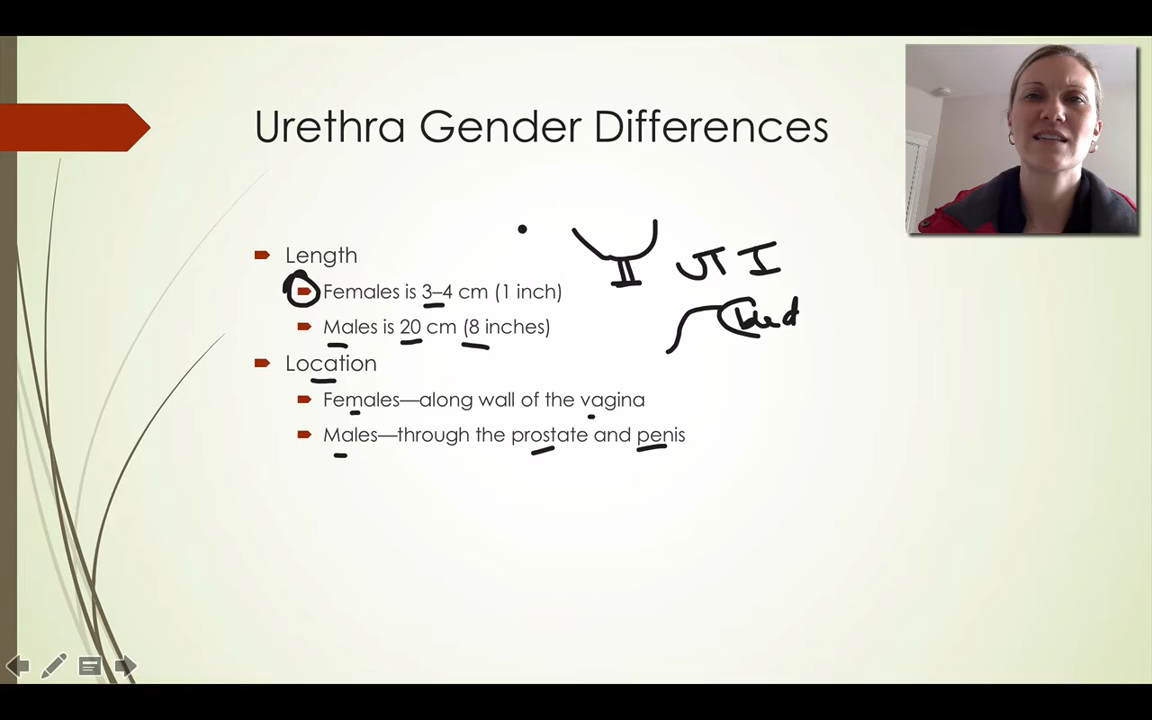 Urethra Gender Differences
Length
Females is 3–4 cm (1 inch)
UTI
Males is 20 cm (8 inches)
Location
Females—along wall of the vagina
Males—through the prostate and penis